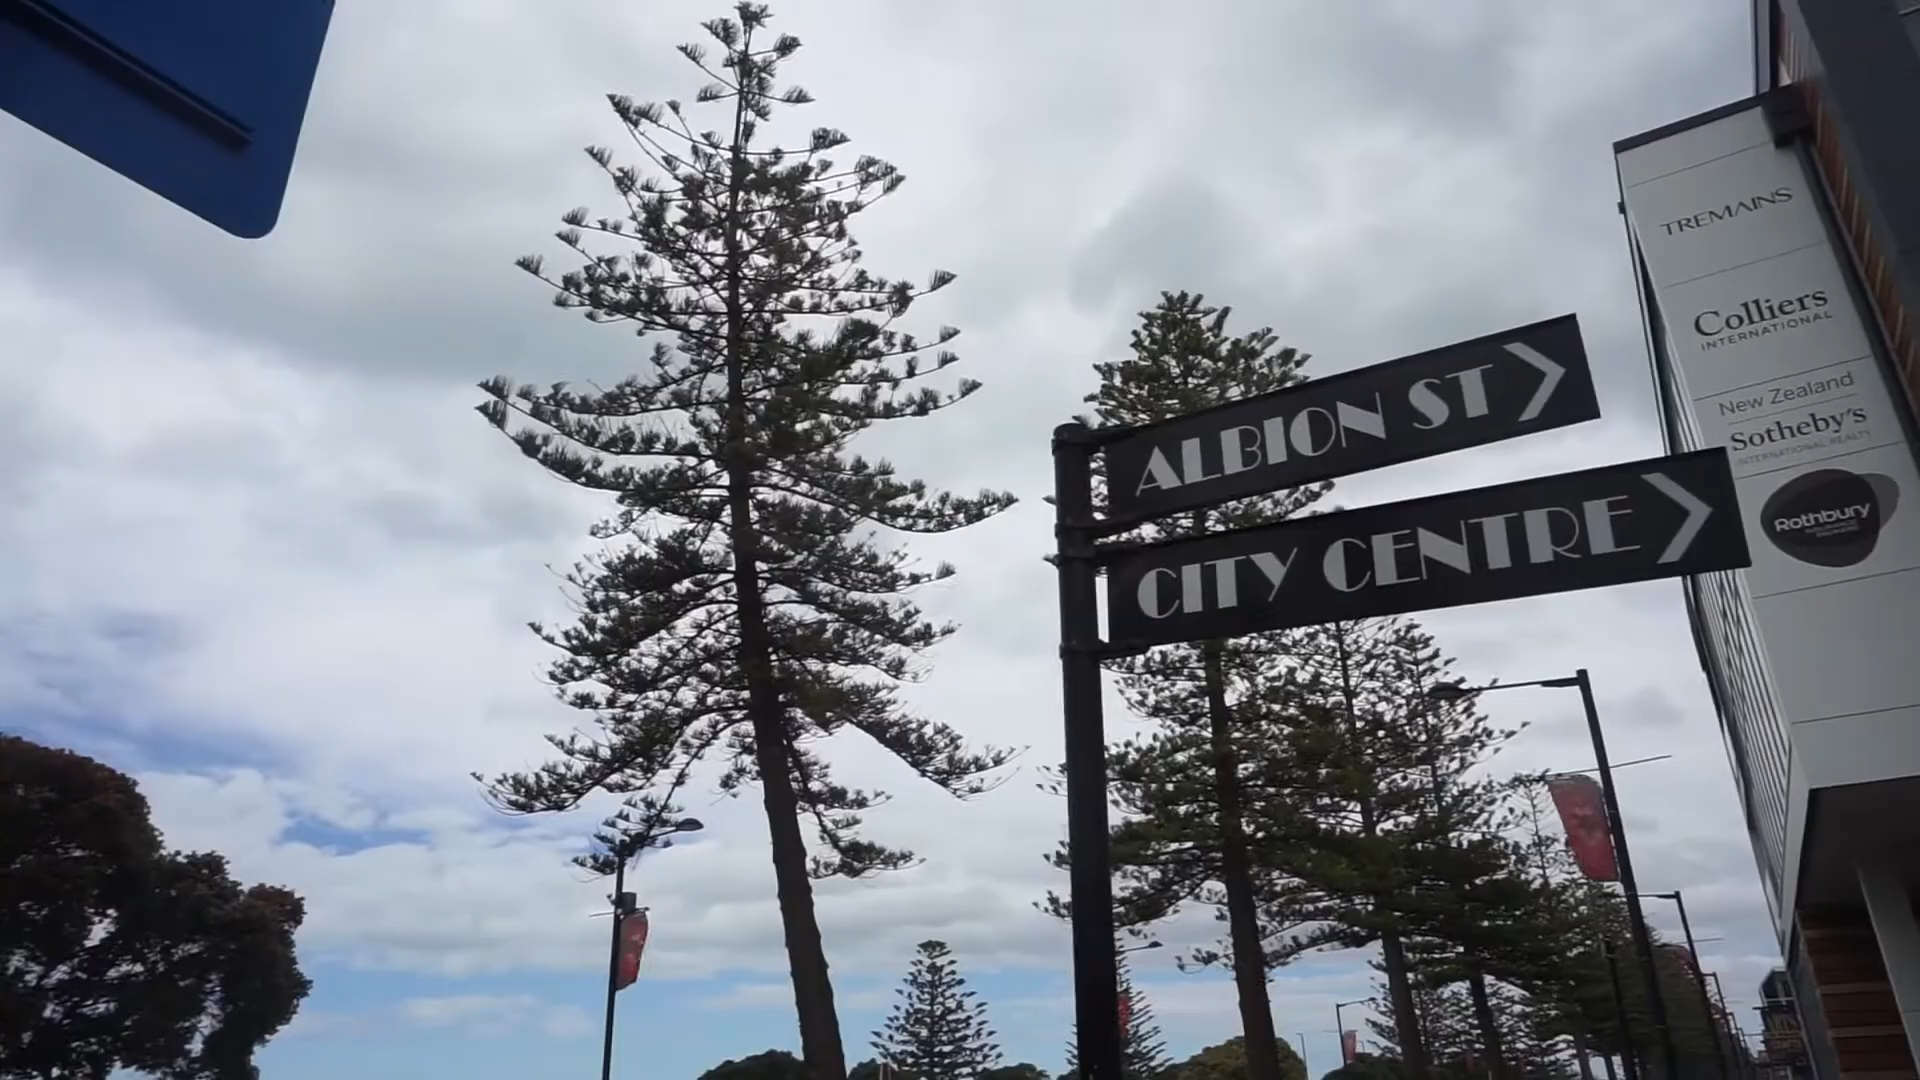 TREMAINS
Colliers
INTERNATIONAL
New Zealand
Sotheby's
INTERNATIONAL REALTY
Rothbury
ALBION ST
CITY CENTRE